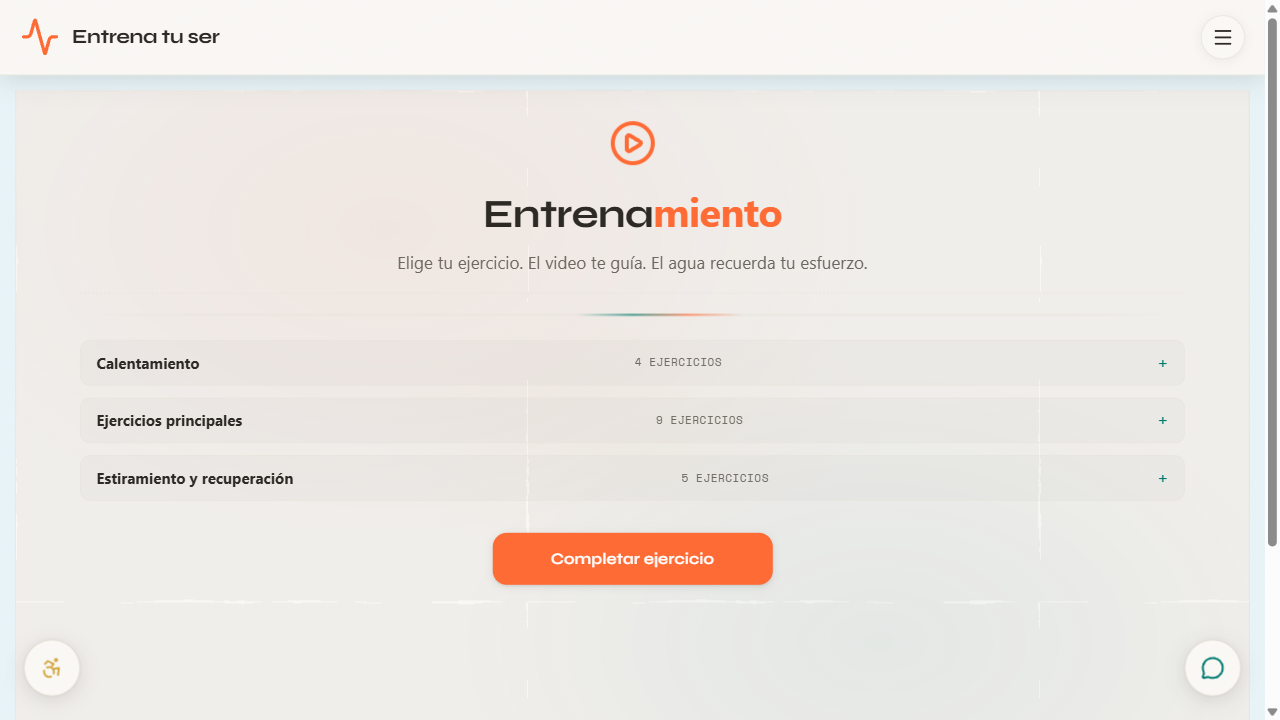 Entrena tu ser
Entrenamiento
Elige tu ejercicio. El video te guía. El agua recuerda tu esfuerzo.
Calentamiento 4 EJERCICIOS +
Ejercicios principales 9 EJERCICIOS +
Estiramiento y recuperación 5 EJERCICIOS +
Completar ejercicio
ॐ